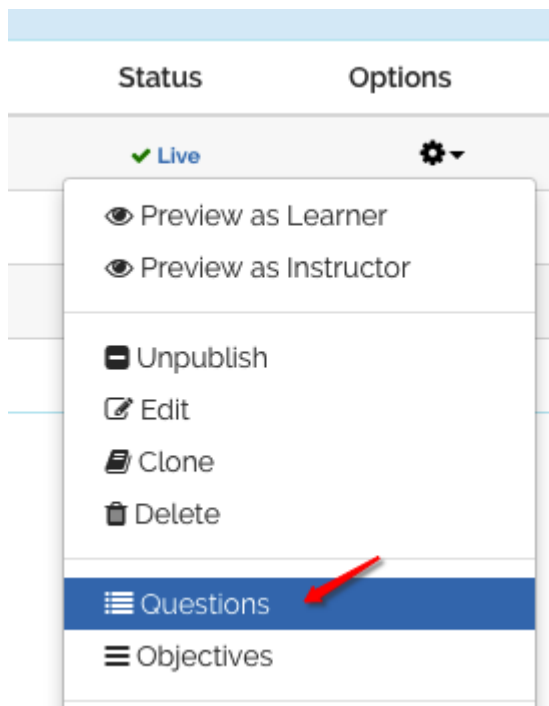 Status Options
Live
Preview as Learner
Preview as Instructor
Unpublish
Edit
Clone
Delete
Questions
Objectives